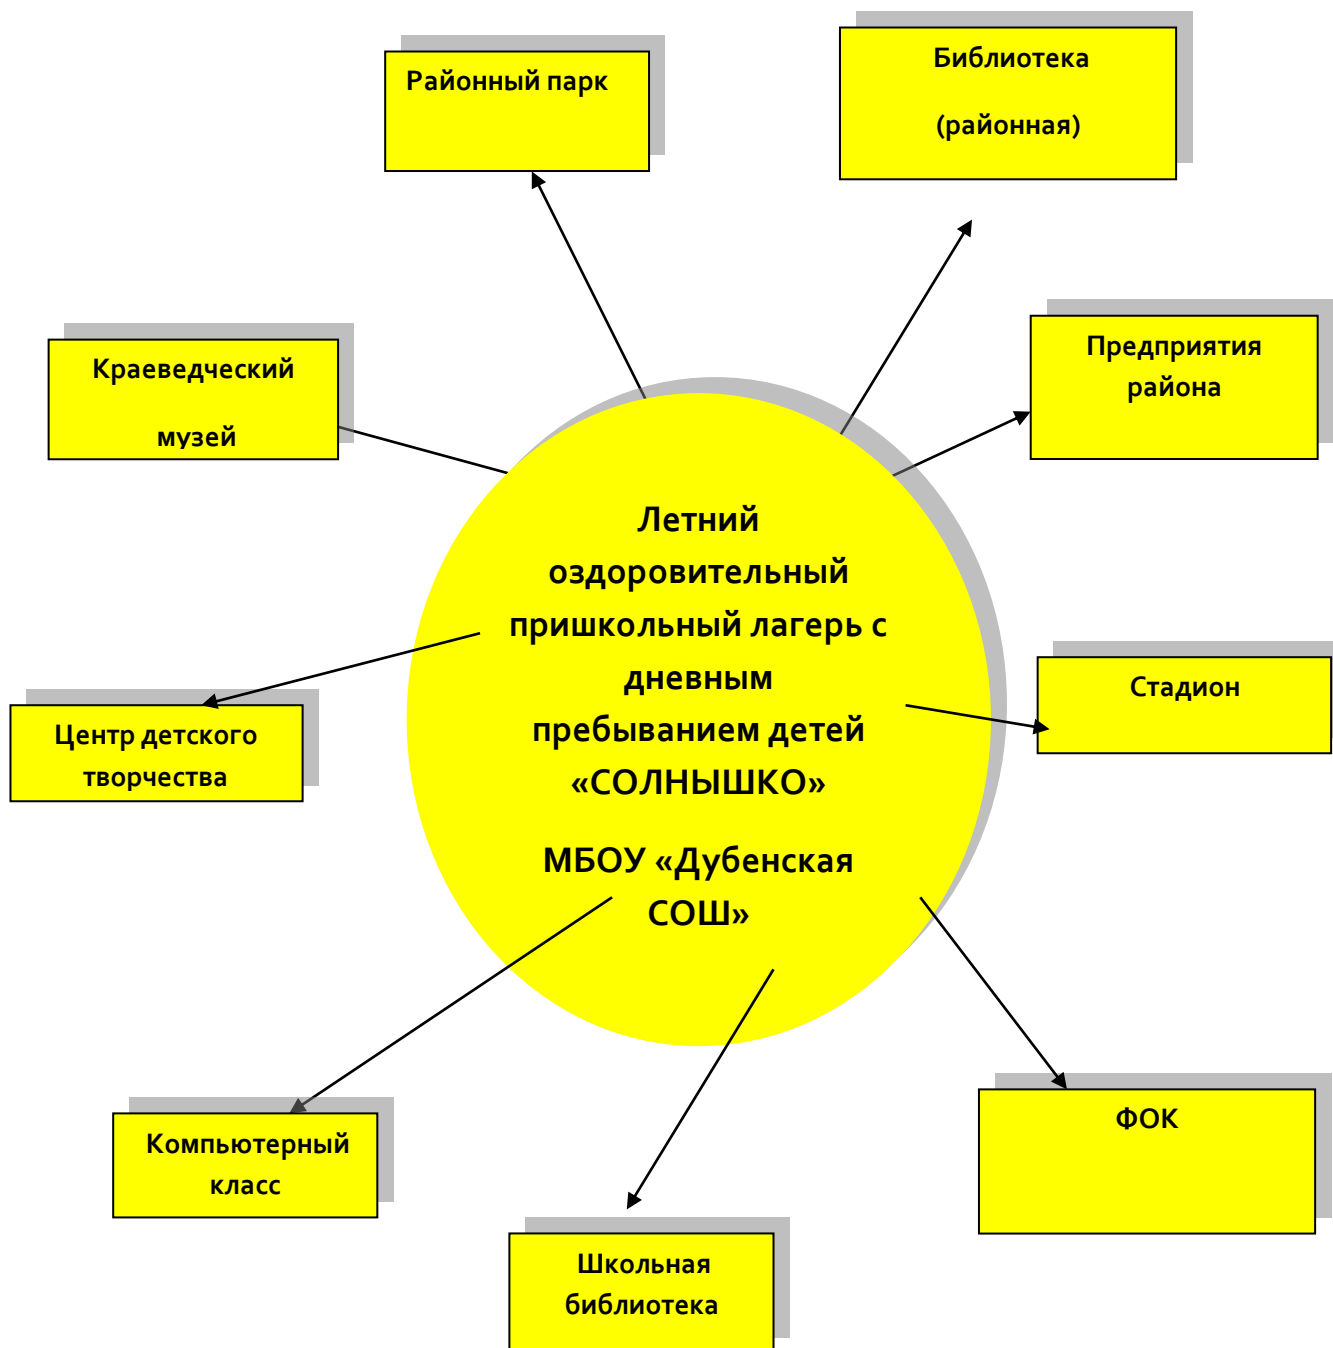 Районный парк
Библиотека
(районная)
Краеведческий
музей
Предприятия
района
Летний
оздоровительный
пришкольный лагерь с
дневным
пребыванием детей
«СОЛНЫШКО»
МБОУ «Дубенская
СОШ»
Центр детского
творчества
Стадион
Компьютерный
класс
ФОК
Школьная
библиотека